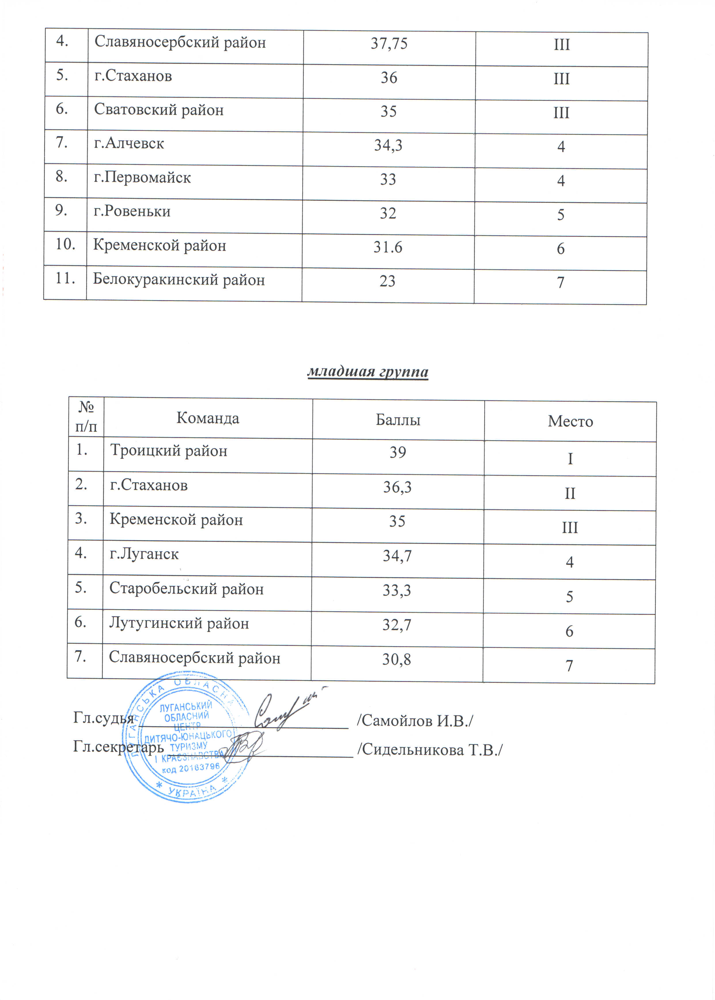 4. Славяносербский район 37,75 III
5. г.Стаханов 36 III
6. Сватовский район 35 III
7. г.Алчевск 34,3 4
8. г.Первомайск 33 4
9. г.Ровеньки 32 5
10. Кременской район 31.6 6
11. Белокуракинский район 23 7
младшая группа
№ п/п Команда Баллы Место
1. Троицкий район 39 I
2. г.Стаханов 36,3 II
3. Кременской район 35 III
4. г.Луганск 34,7 4
5. Старобельский район 33,3 5
6. Лутугинский район 32,7 6
7. Славяносербский район 30,8 7
Гл.судья /Самойлов И.В./
Гл.секретарь /Сидельникова Т.В./
ЛУГАНСЬКА ОБЛАСНА
ЛУГАНСЬКИЙ
ОБЛАСНИЙ
ЦЕНТР
ДИТЯЧО-ЮНАЦЬКОГО
ТУРИЗМУ
І КРАЄЗНАВСТВА
код 20163796
* УКРАЇНА *